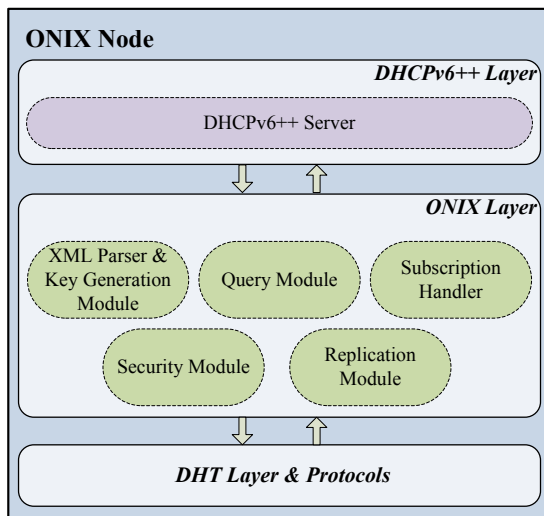 ONIX Node
DHCPv6++ Layer
DHCPv6++ Server
ONIX Layer
XML Parser &
Key Generation
Module
Query Module
Subscription
Handler
Security Module
Replication
Module
DHT Layer & Protocols